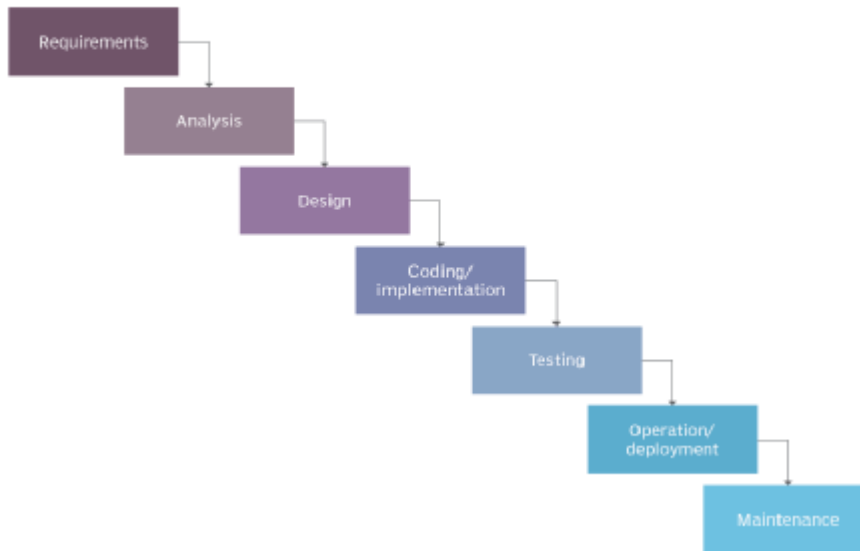 Requirements
Analysis
Design
Coding/
implementation
Testing
Operation/
deployment
Maintenance